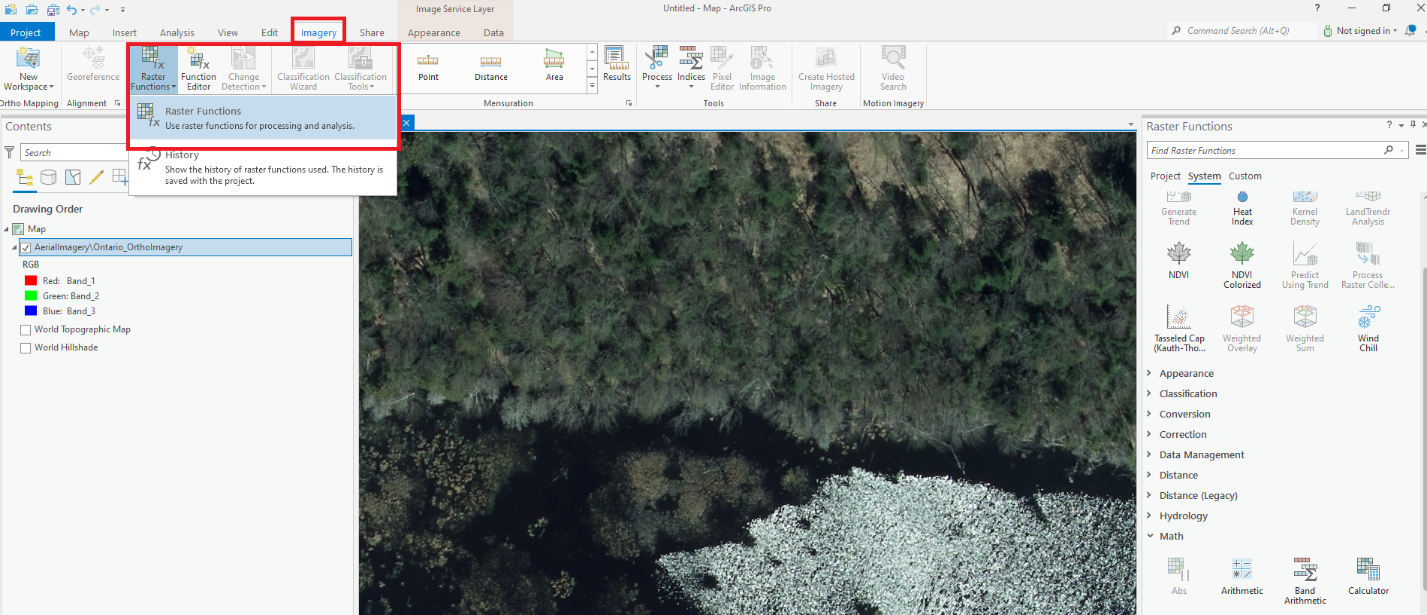 Image Service Layer
Untitled - Map - ArcGIS Pro
?
Project Map Insert Analysis View Edit Imagery Share Appearance Data
Command Search (Alt+Q)
Not signed in
New Workspace
Ortho Mapping
Georeference
Alignment
Raster Functions
Function Editor
Change Detection
Classification Wizard
Classification Tools
Point
Distance
Area
Results
Mensuration
Process
Indices
Pixel Editor
Image Information
Tools
Create Hosted Imagery
Share
Video Search
Motion Imagery
Raster Functions
Use raster functions for processing and analysis.
History
Show the history of raster functions used. The history is
saved with the project.
Contents
Search
Drawing Order
Map
AerialImagery\Ontario_OrthoImagery
RGB
Red: Band_1
Green: Band_2
Blue: Band_3
World Topographic Map
World Hillshade
Raster Functions
?
Find Raster Functions
Project System Custom
Generate Trend
Heat Index
Kernel Density
LandTrendr Analysis
NDVI
NDVI Colorized
Predict Using Trend
Process Raster Colle...
Tasseled Cap (Kauth-Tho...
Weighted Overlay
Weighted Sum
Wind Chill
Appearance
Classification
Conversion
Correction
Data Management
Distance
Distance (Legacy)
Hydrology
Math
Abs
Arithmetic
Band Arithmetic
Calculator